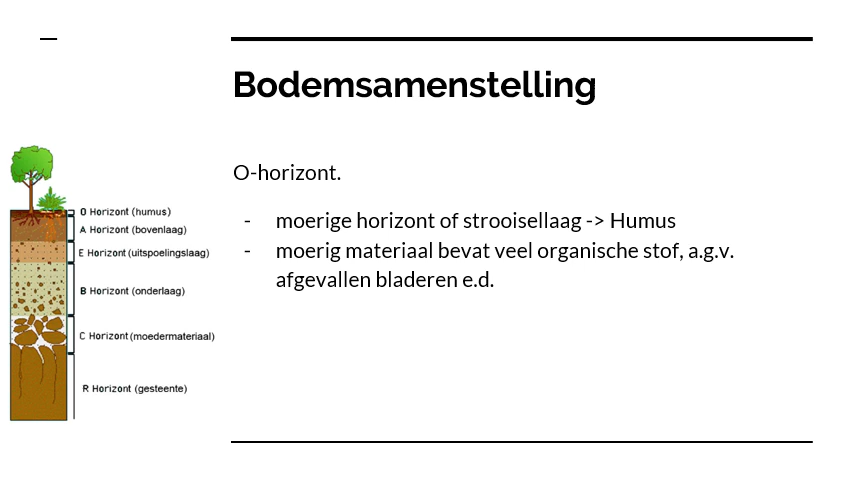 Bodemsamenstelling
O-horizont.
- moerige horizont of strooisellaag -> Humus
- moerig materiaal bevat veel organische stof, a.g.v.
afgevallen bladeren e.d.
O Horizont (humus)
A Horizont (bovenlaag)
E Horizont (uitspoelingslaag)
B Horizont (onderlaag)
C Horizont (moedermateriaal)
R Horizont (gesteente)